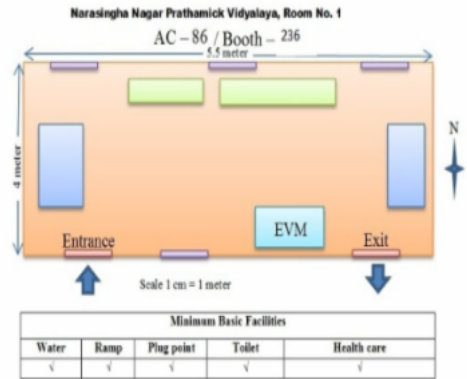 Narasingha Nagar Prathamick Vidyalaya, Room No. 1
AC – 86 / Booth – 236
5.5 meter
4 meter
N
EVM
Entrance
Exit
Scale 1 cm = 1 meter
Minimum Basic Facilities
Water Ramp Plug point Toilet Health care
√ √ √ √ √